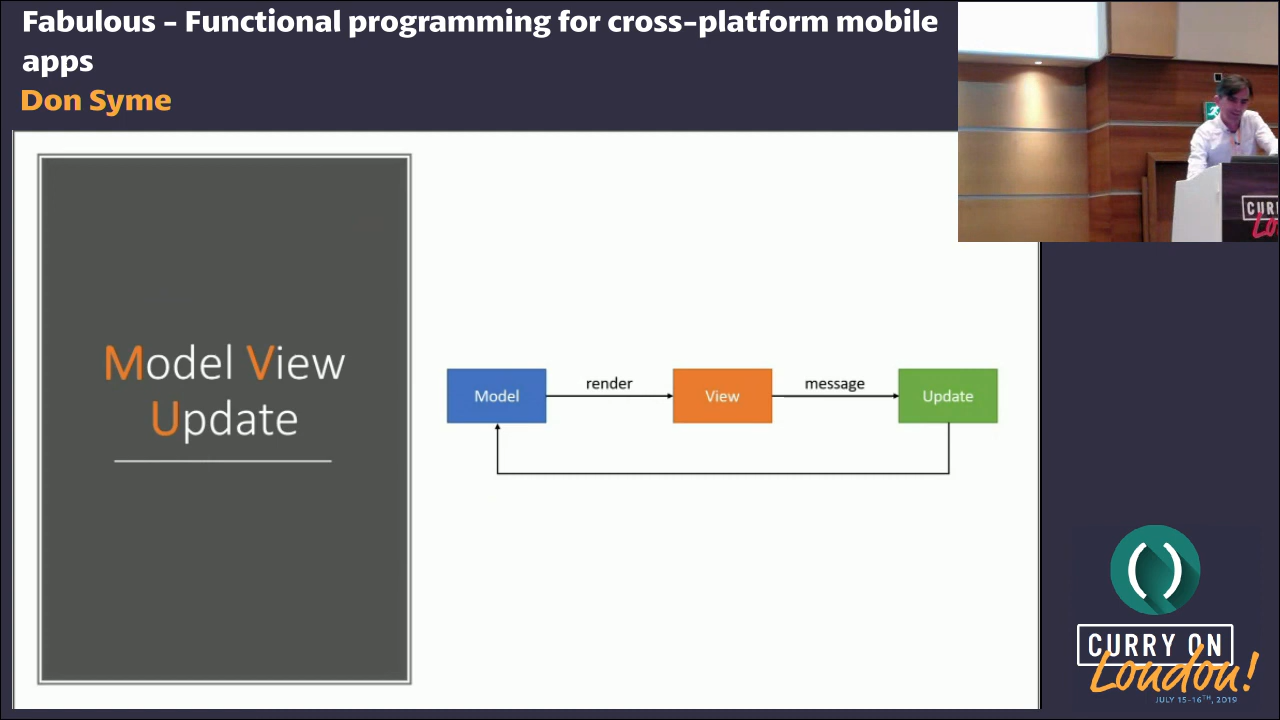 Fabulous – Functional programming for cross-platform mobile
apps
Don Syme
Model View
Update
Model
render
View
message
Update
CURRY ON
London!
JULY 15-16TH, 2019